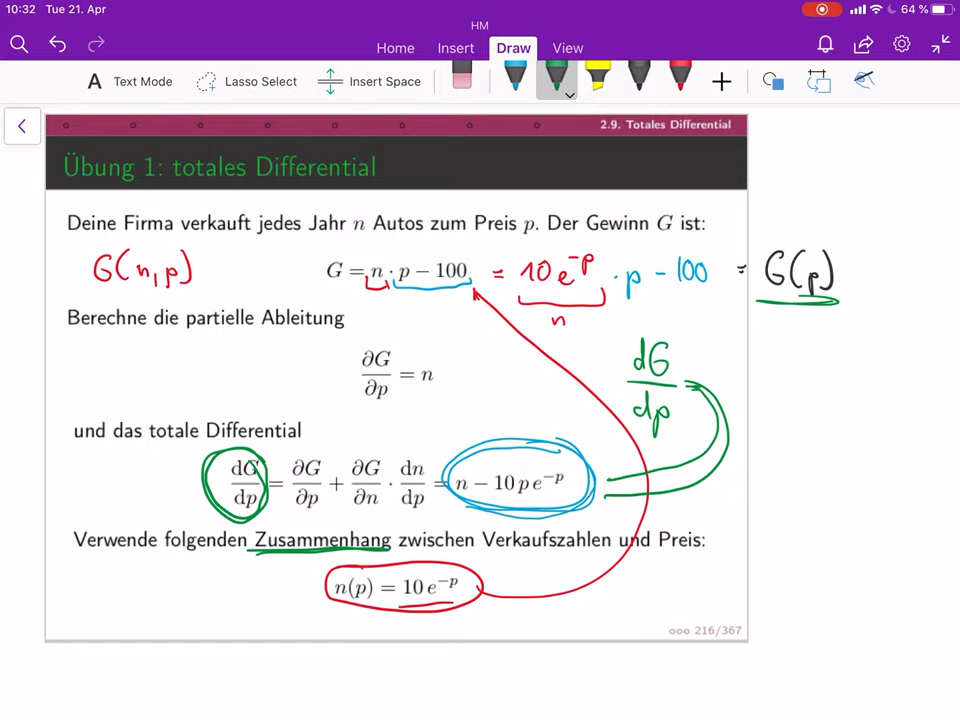 10:32 Tue 21. Apr
64 %
HM
Home Insert Draw View
A Text Mode Lasso Select Insert Space
2.9. Totales Differential
Übung 1: totales Differential
Deine Firma verkauft jedes Jahr n Autos zum Preis p. Der Gewinn G ist:
G(n,p) G = n · p − 100 = 10 e^{-p} · p − 100 = G(p)
n
Berechne die partielle Ableitung
∂G/∂p = n
dG/dp
und das totale Differential
dG/dp = ∂G/∂p + ∂G/∂n · dn/dp = n − 10 p e^{−p}
Verwende folgenden Zusammenhang zwischen Verkaufszahlen und Preis:
n(p) = 10 e^{−p}
ooo 216/367